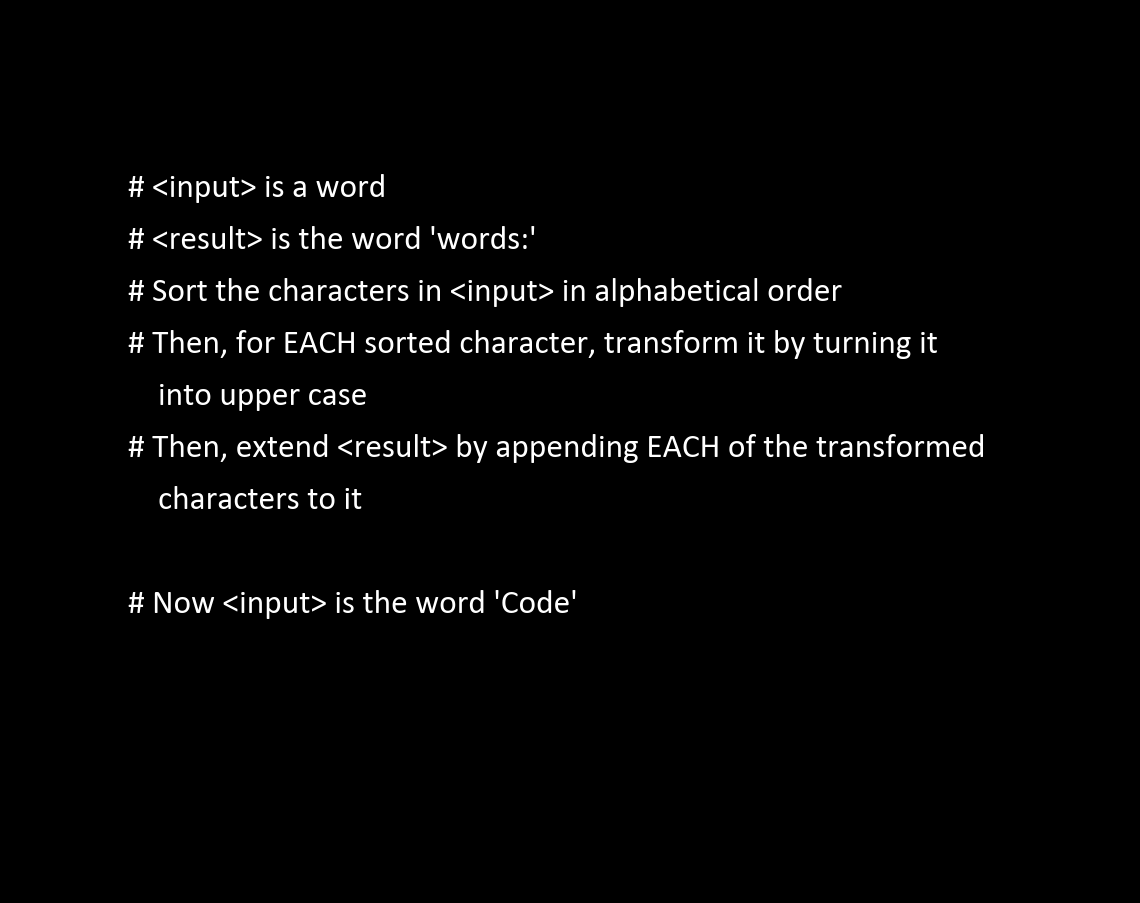 # <input> is a word
# <result> is the word 'words:'
# Sort the characters in <input> in alphabetical order
# Then, for EACH sorted character, transform it by turning it
into upper case
# Then, extend <result> by appending EACH of the transformed
characters to it
# Now <input> is the word 'Code'